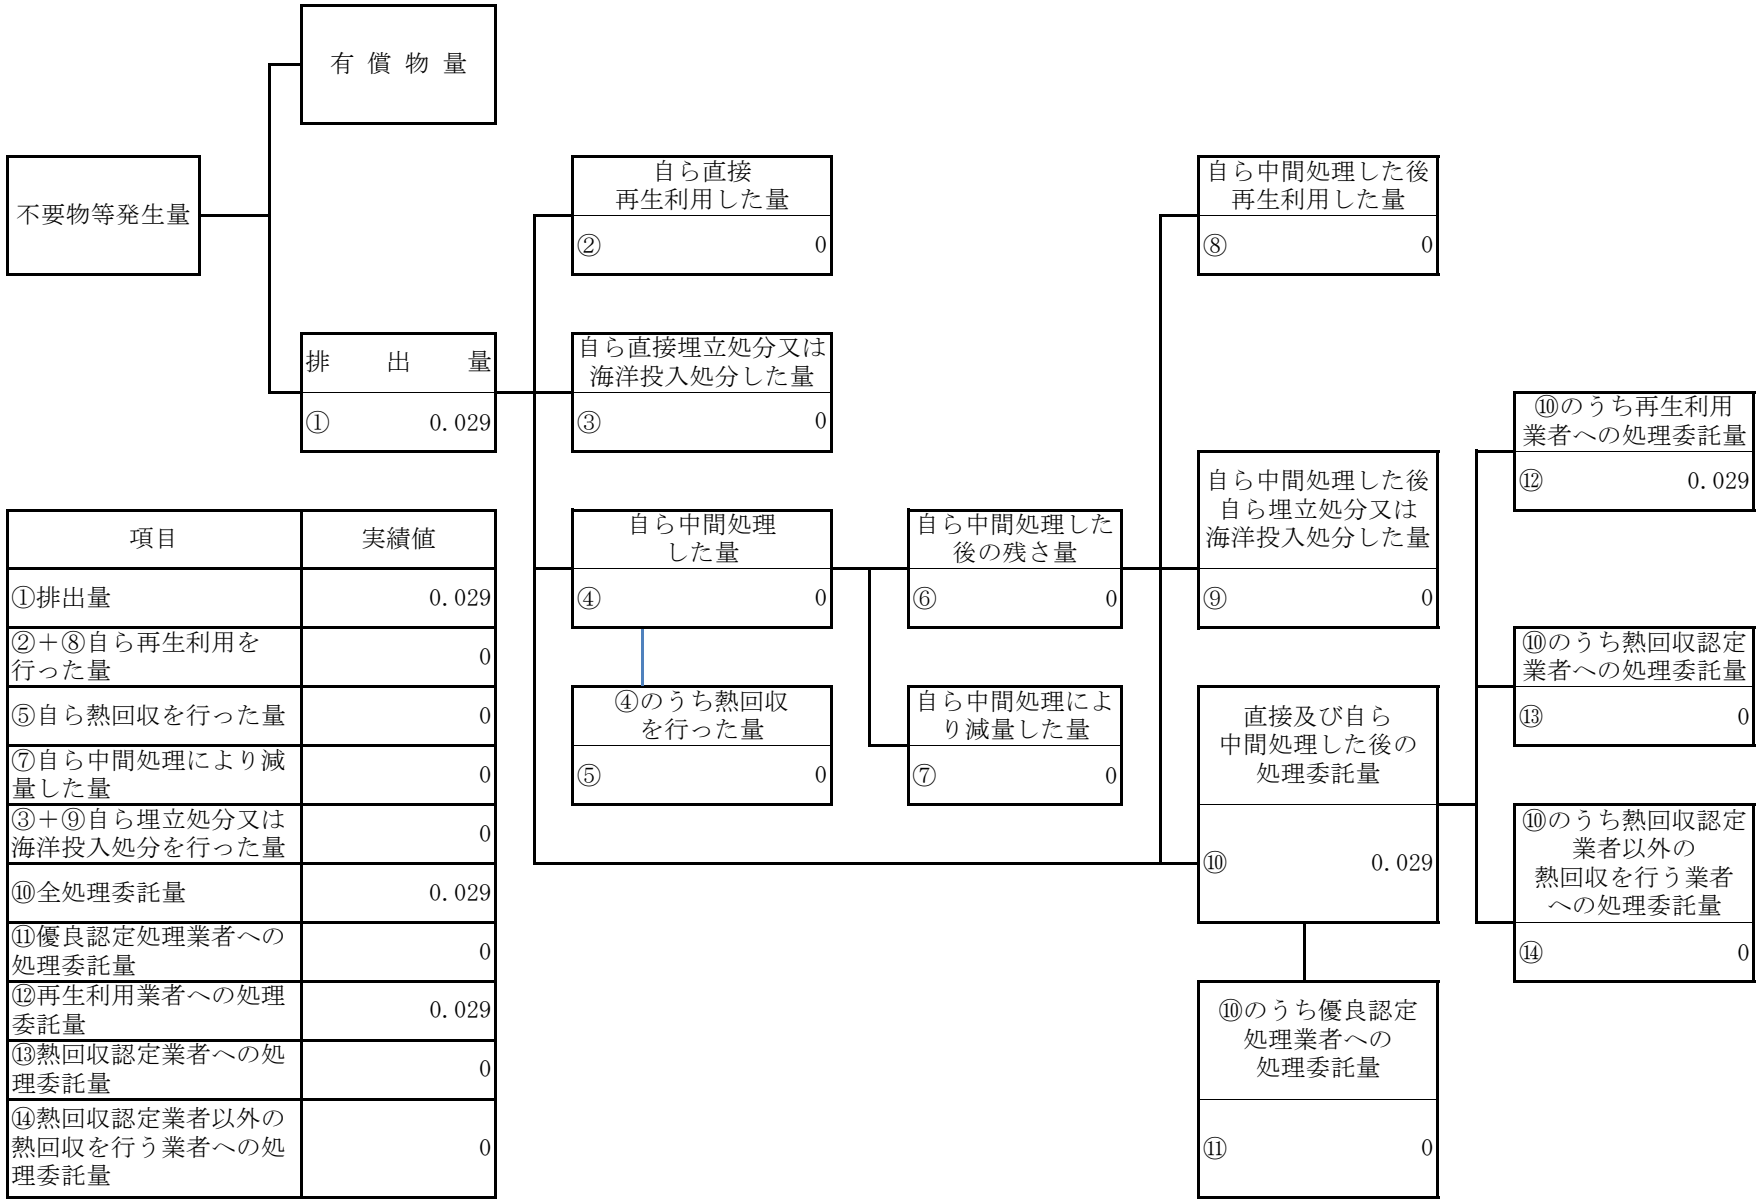 有償物量
不要物等発生量
排出量
① 0.029
自ら直接
再生利用した量
② 0
自ら直接埋立処分又は
海洋投入処分した量
③ 0
自ら中間処理
した量
④ 0
④のうち熱回収
を行った量
⑤ 0
自ら中間処理した
後の残さ量
⑥ 0
自ら中間処理によ
り減量した量
⑦ 0
自ら中間処理した後
再生利用した量
⑧ 0
自ら中間処理した後
自ら埋立処分又は
海洋投入処分した量
⑨ 0
直接及び自ら
中間処理した後の
処理委託量
⑩ 0.029
⑩のうち優良認定
処理業者への
処理委託量
⑪ 0
⑩のうち再生利用
業者への処理委託量
⑫ 0.029
⑩のうち熱回収認定
業者への処理委託量
⑬ 0
⑩のうち熱回収認定
業者以外の
熱回収を行う業者
への処理委託量
⑭ 0
項目 実績値
①排出量 0.029
②+⑧自ら再生利用を
行った量 0
⑤自ら熱回収を行った量 0
⑦自ら中間処理により減
量した量 0
③+⑨自ら埋立処分又は
海洋投入処分を行った量 0
⑩全処理委託量 0.029
⑪優良認定処理業者への
処理委託量 0
⑫再生利用業者への処理
委託量 0.029
⑬熱回収認定業者への処
理委託量 0
⑭熱回収認定業者以外の
熱回収を行う業者への処 0
理委託量